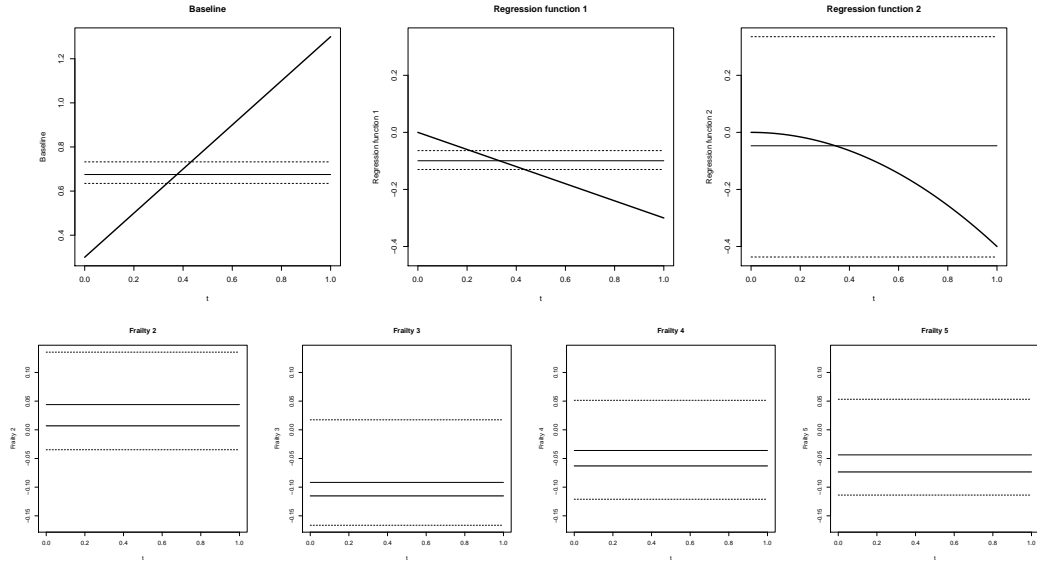 Baseline
Regression function 1
Regression function 2
Baseline
0.4 0.6 0.8 1.0 1.2
0.0 0.2 0.4 0.6 0.8 1.0
t
Regression function 1
−0.4 −0.2 0.0 0.2
0.0 0.2 0.4 0.6 0.8 1.0
t
Regression function 2
−0.4 −0.2 0.0 0.2
0.0 0.2 0.4 0.6 0.8 1.0
t
Frailty 2
Frailty 3
Frailty 4
Frailty 5
Frailty 2
−0.15 −0.10 −0.05 0.00 0.05 0.10
0.0 0.2 0.4 0.6 0.8 1.0
t
Frailty 3
−0.15 −0.10 −0.05 0.00 0.05 0.10
0.0 0.2 0.4 0.6 0.8 1.0
t
Frailty 4
−0.15 −0.10 −0.05 0.00 0.05 0.10
0.0 0.2 0.4 0.6 0.8 1.0
t
Frailty 5
−0.15 −0.10 −0.05 0.00 0.05 0.10
0.0 0.2 0.4 0.6 0.8 1.0
t